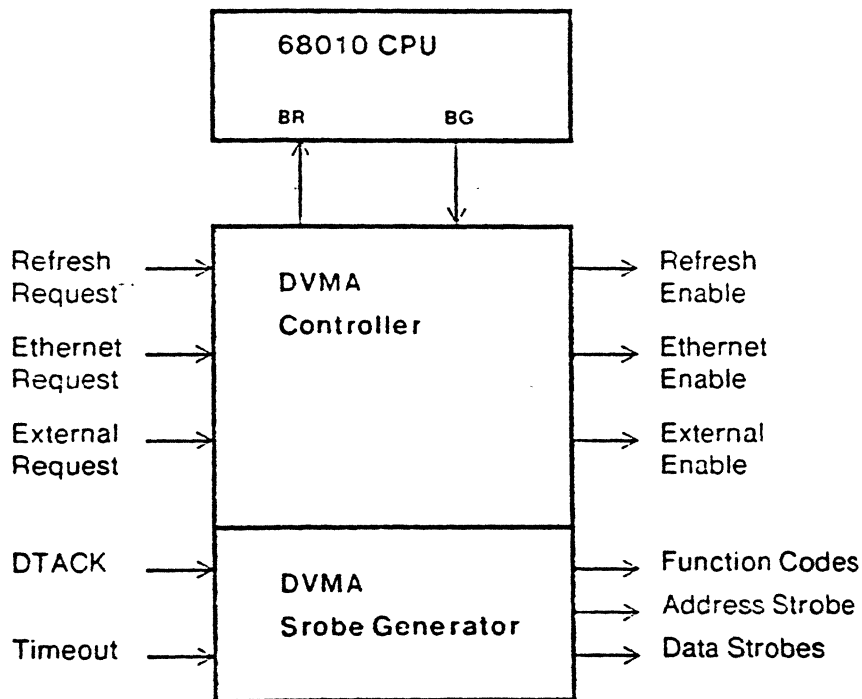 68010 CPU
BR
BG
Refresh
Request
Ethernet
Request
External
Request
DVMA
Controller
Refresh
Enable
Ethernet
Enable
External
Enable
DTACK
Timeout
DVMA
Srobe Generator
Function Codes
Address Strobe
Data Strobes